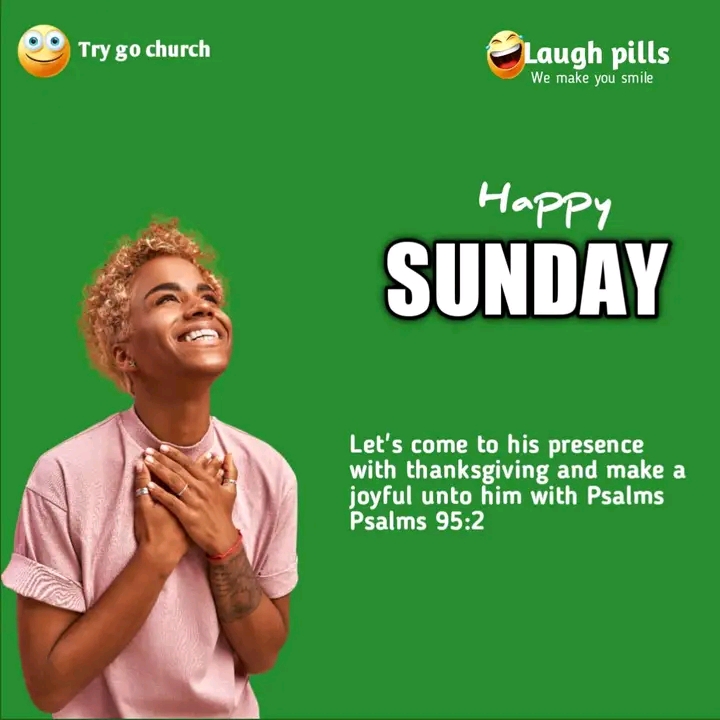 Try go church
Laugh pills
We make you smile
Happy
SUNDAY
Let's come to his presence
with thanksgiving and make a
joyful unto him with Psalms
Psalms 95:2